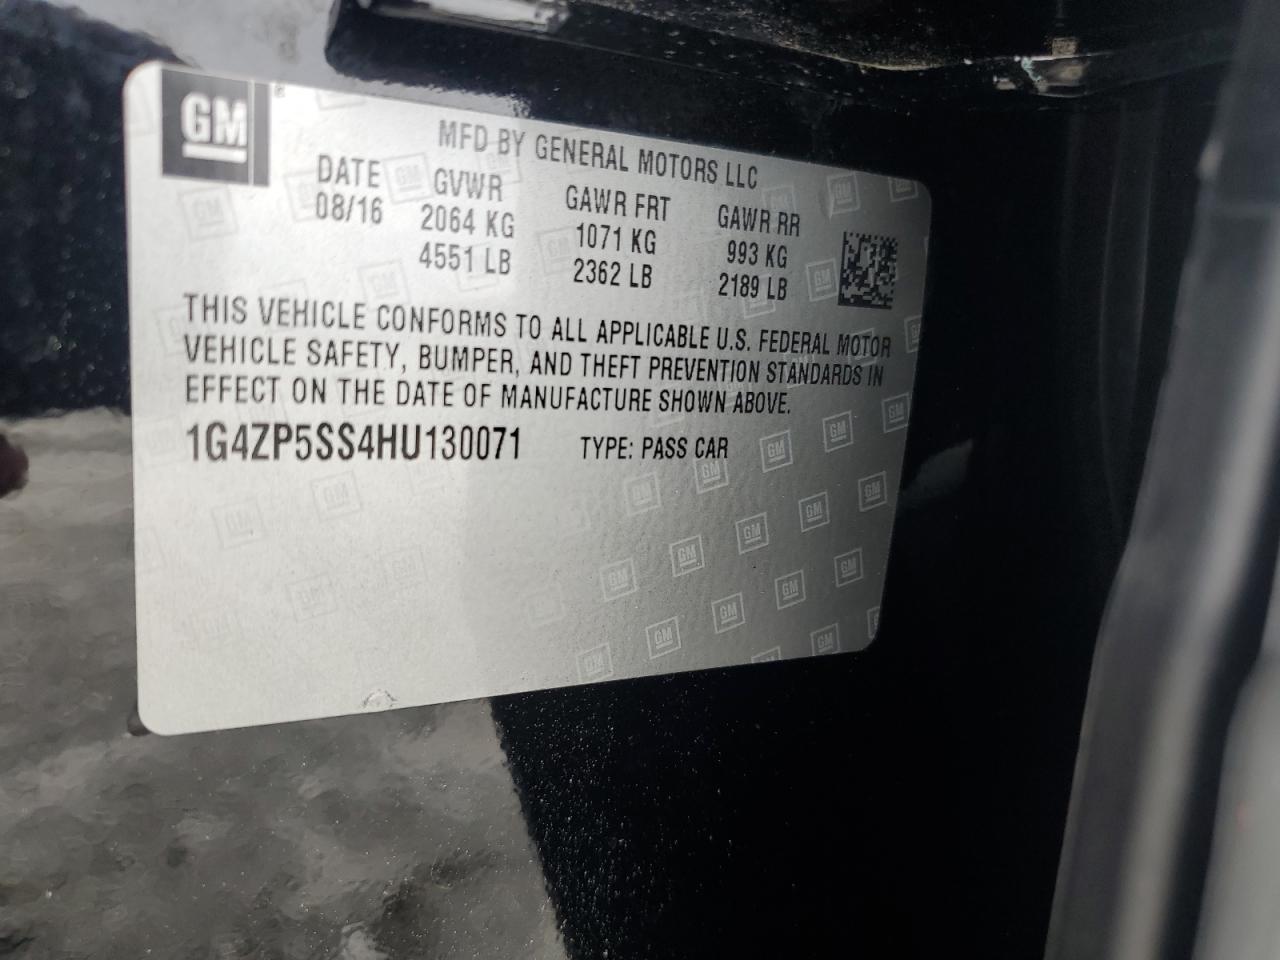 GM
MFD BY GENERAL MOTORS LLC
DATE GVWR GAWR FRT GAWR RR
08/16 2064 KG 1071 KG 993 KG
4551 LB 2362 LB 2189 LB
THIS VEHICLE CONFORMS TO ALL APPLICABLE U.S. FEDERAL MOTOR
VEHICLE SAFETY, BUMPER, AND THEFT PREVENTION STANDARDS IN
EFFECT ON THE DATE OF MANUFACTURE SHOWN ABOVE.
1G4ZP5SS4HU130071 TYPE: PASS CAR